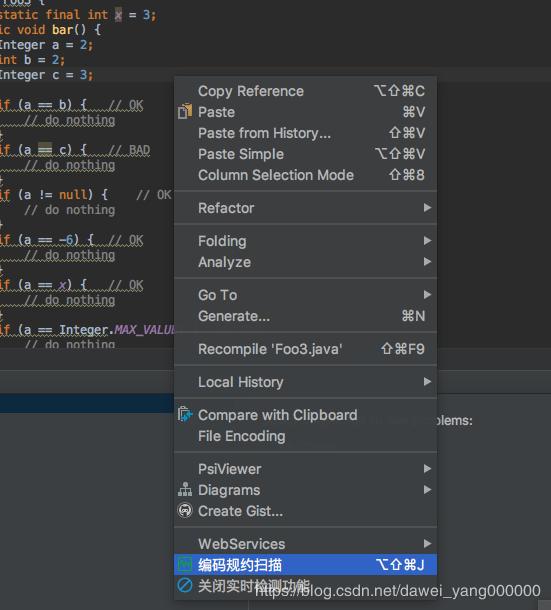 Foo3 {
static final int x = 3;
ic void bar() {
Integer a = 2;
int b = 2;
Integer c = 3;
if (a == b) {   // OK
// do nothing
}
if (a == c) {   // BAD
// do nothing
}
if (a != null) {    // OK
// do nothing
}
if (a == -6) {   // OK
// do nothing
}
if (a == x) {   // OK
// do nothing
}
if (a == Integer.MAX_VALU
// do nothing
Copy Reference ⌥⇧⌘C
Paste ⌘V
Paste from History... ⇧⌘V
Paste Simple ⌥⇧⌘V
Column Selection Mode ⇧⌘8
Refactor
Folding
Analyze
Go To
Generate... ⌘N
Recompile 'Foo3.java' ⇧⌘F9
Local History
Compare with Clipboard
File Encoding
blems:
PsiViewer
Diagrams
Create Gist...
WebServices
编码规约扫描 ⌥⇧⌘J
关闭实时检测功能
https://blog.csdn.net/dawei_yang000000